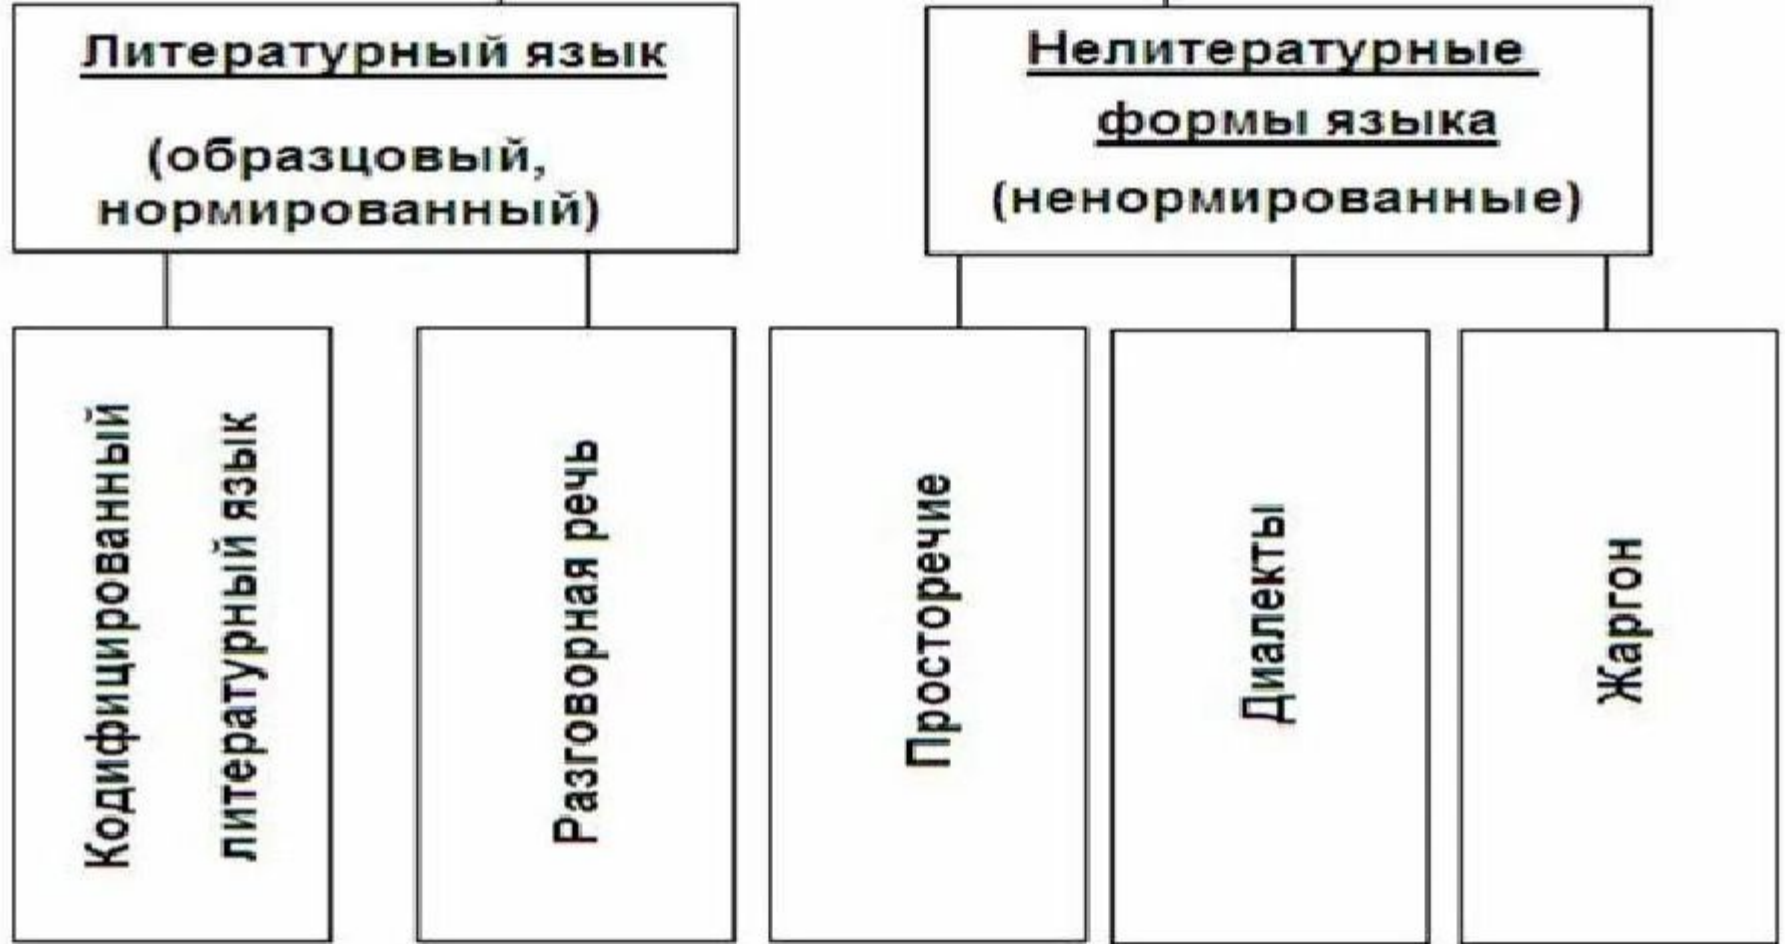 Литературный язык
(образцовый,
нормированный)
Нелитературные
формы языка
(ненормированные)
Кодифицированный
литературный язык
Разговорная речь
Просторечие
Диалекты
Жаргон